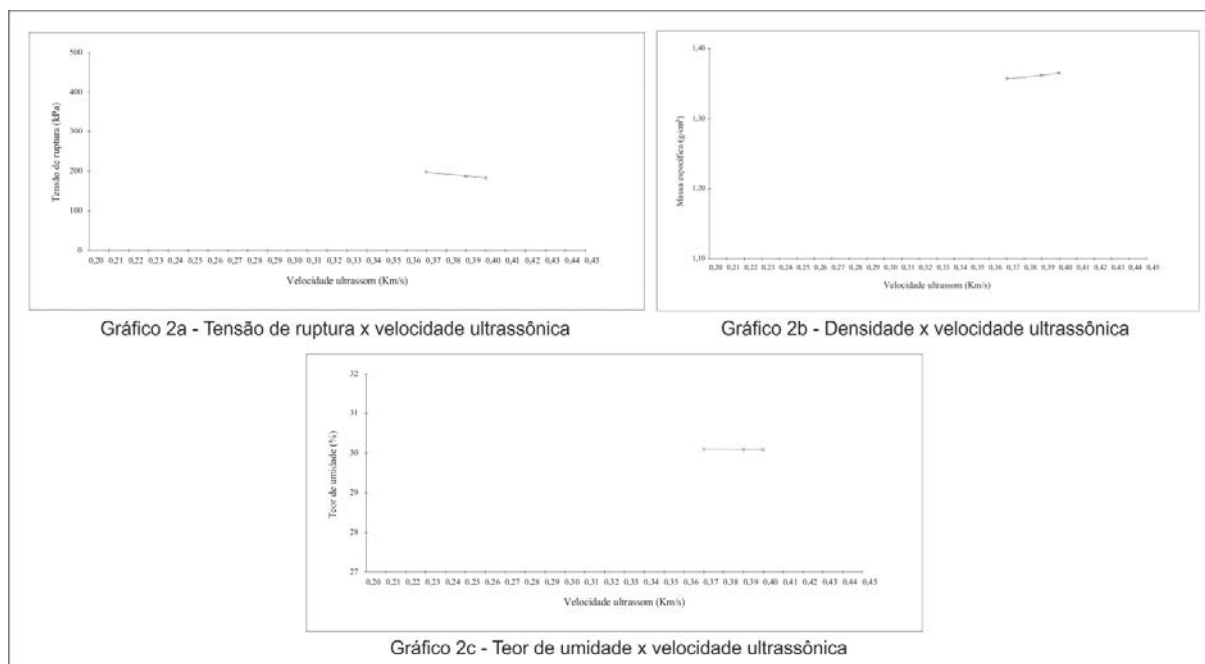 500
400
300
200
100
0
Tensão de ruptura (kPa)
0,20 0,21 0,22 0,23 0,24 0,25 0,26 0,27 0,28 0,29 0,30 0,31 0,32 0,33 0,34 0,35 0,36 0,37 0,38 0,39 0,40 0,41 0,42 0,43 0,44 0,45
Velocidade ultrassom (Km/s)
Gráfico 2a - Tensão de ruptura x velocidade ultrassônica
1,40
1,30
1,20
1,10
Massa específica (g/cm³)
0,20 0,21 0,22 0,23 0,24 0,25 0,26 0,27 0,28 0,29 0,30 0,31 0,32 0,33 0,34 0,35 0,36 0,37 0,38 0,39 0,40 0,41 0,42 0,43 0,44 0,45
Velocidade ultrassom (Km/s)
Gráfico 2b - Densidade x velocidade ultrassônica
32
31
30
29
28
27
Teor de umidade (%)
0,20 0,21 0,22 0,23 0,24 0,25 0,26 0,27 0,28 0,29 0,30 0,31 0,32 0,33 0,34 0,35 0,36 0,37 0,38 0,39 0,40 0,41 0,42 0,43 0,44 0,45
Velocidade ultrassom (Km/s)
Gráfico 2c - Teor de umidade x velocidade ultrassônica